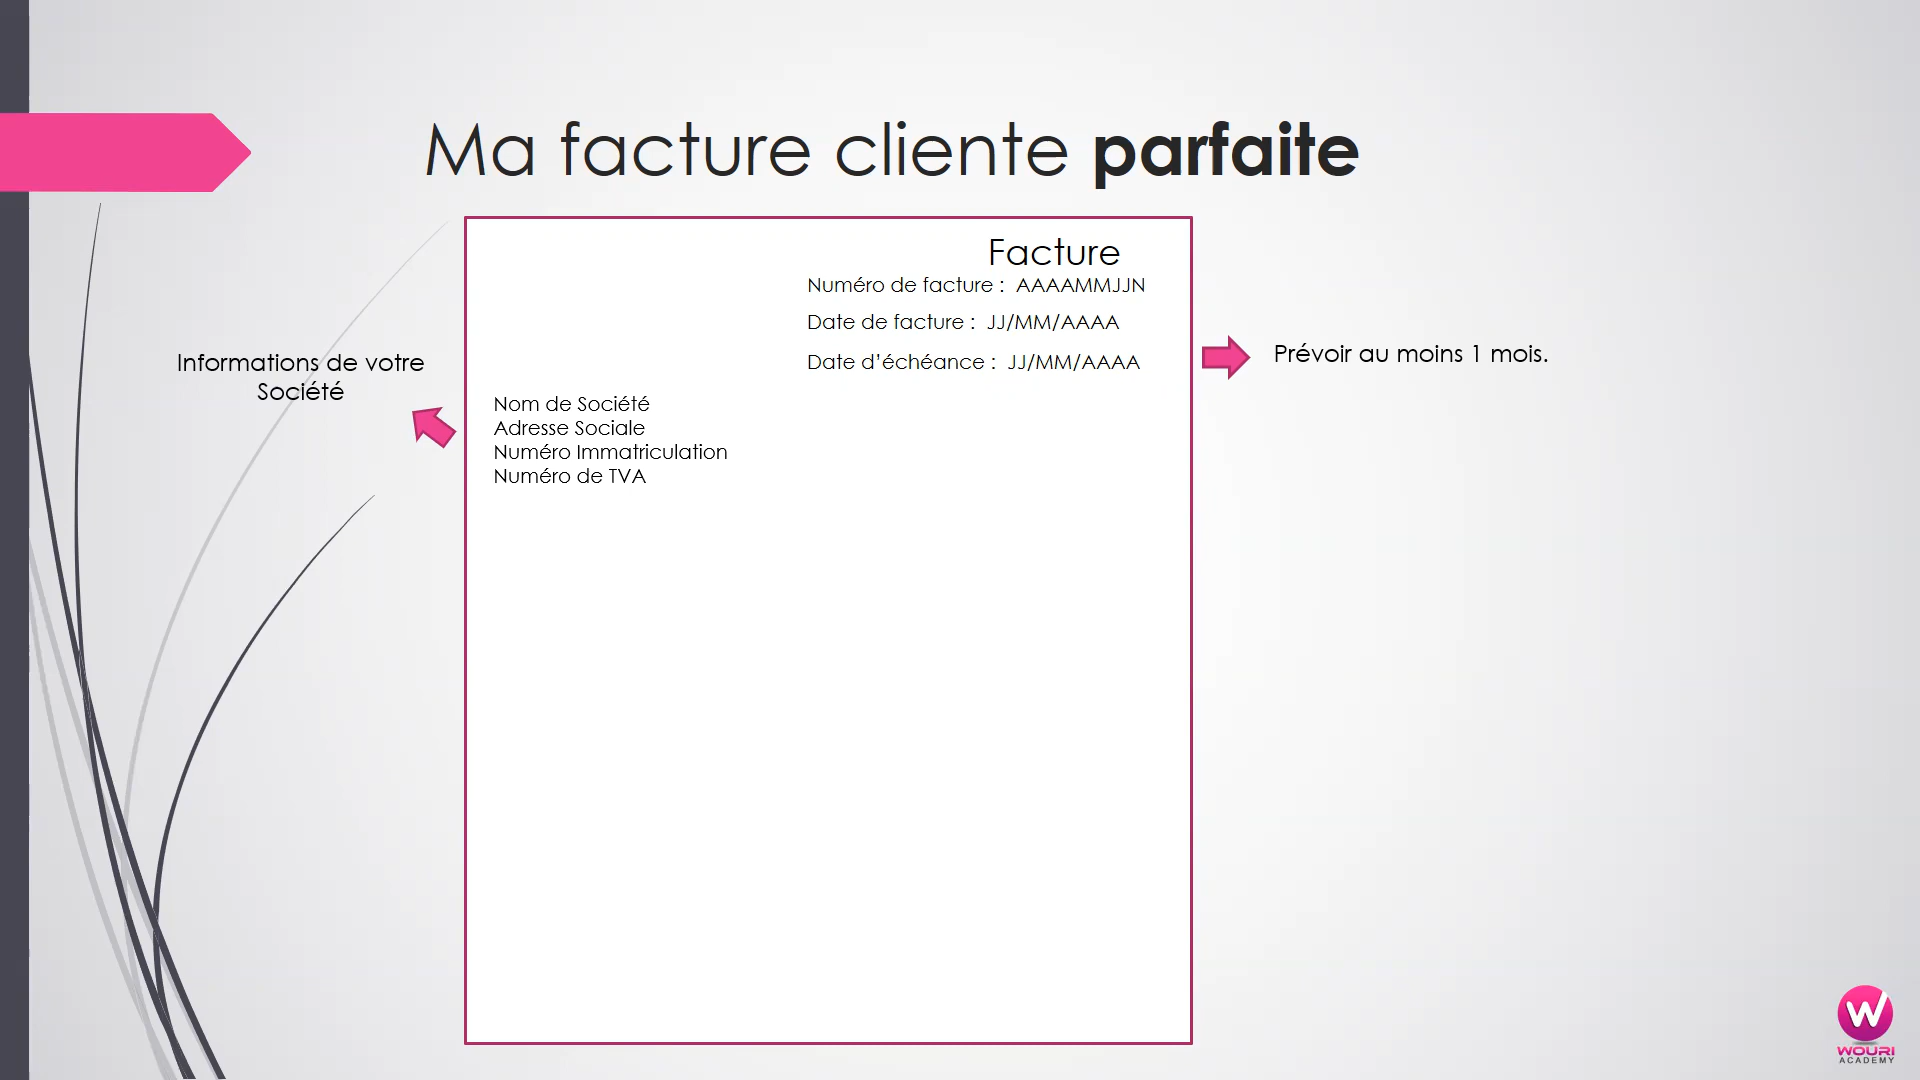 Ma facture cliente parfaite
Facture
Numéro de facture : AAAAMMJJN
Date de facture : JJ/MM/AAAA
Date d’échéance : JJ/MM/AAAA
Prévoir au moins 1 mois.
Informations de votre
Société
Nom de Société
Adresse Sociale
Numéro Immatriculation
Numéro de TVA
W
WOURI
ACADEMY